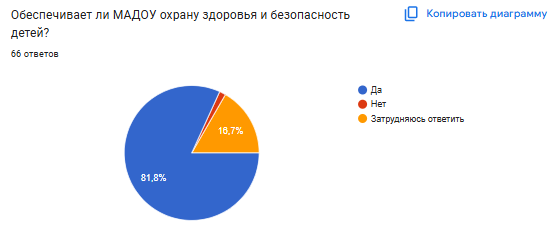 Обеспечивает ли МАДОУ охрану здоровья и безопасность
детей?
Копировать диаграмму
66 ответов
Да
Нет
Затрудняюсь ответить
16,7%
81,8%